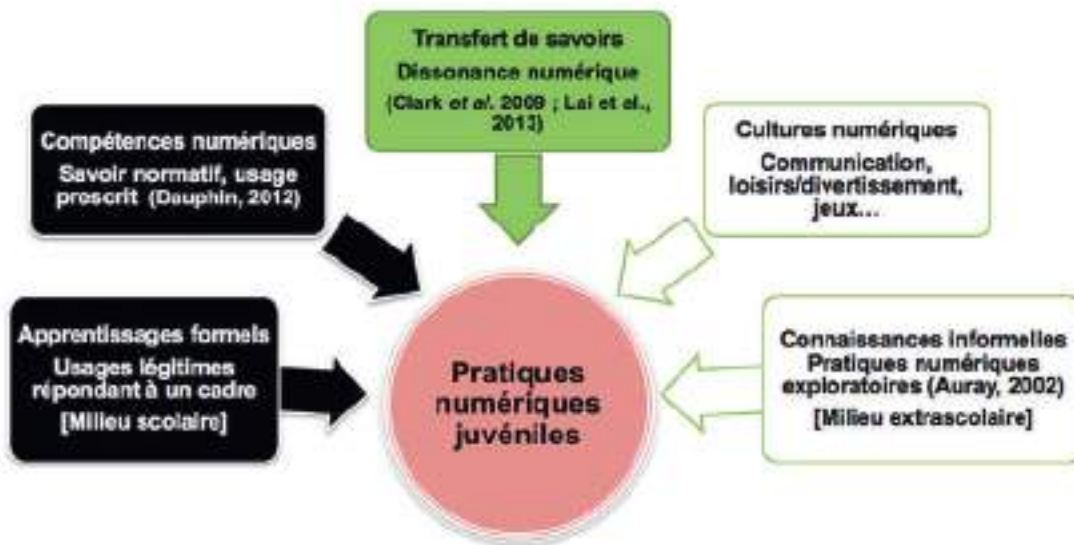 Transfert de savoirs
Dissonance numérique
(Clark et al. 2009 ; Lai et al.,
2013)
Compétences numériques
Savoir normatif, usage
proscrit (Dauphin, 2012)
Cultures numériques
Communication,
loisirs/divertissement,
jeux...
Apprentissages formels
Usages légitimes
répondant à un cadre
[Milieu scolaire]
Pratiques
numériques
juvéniles
Connaissances informelles
Pratiques numériques
exploratoires (Auray, 2002)
[Milieu extrascolaire]